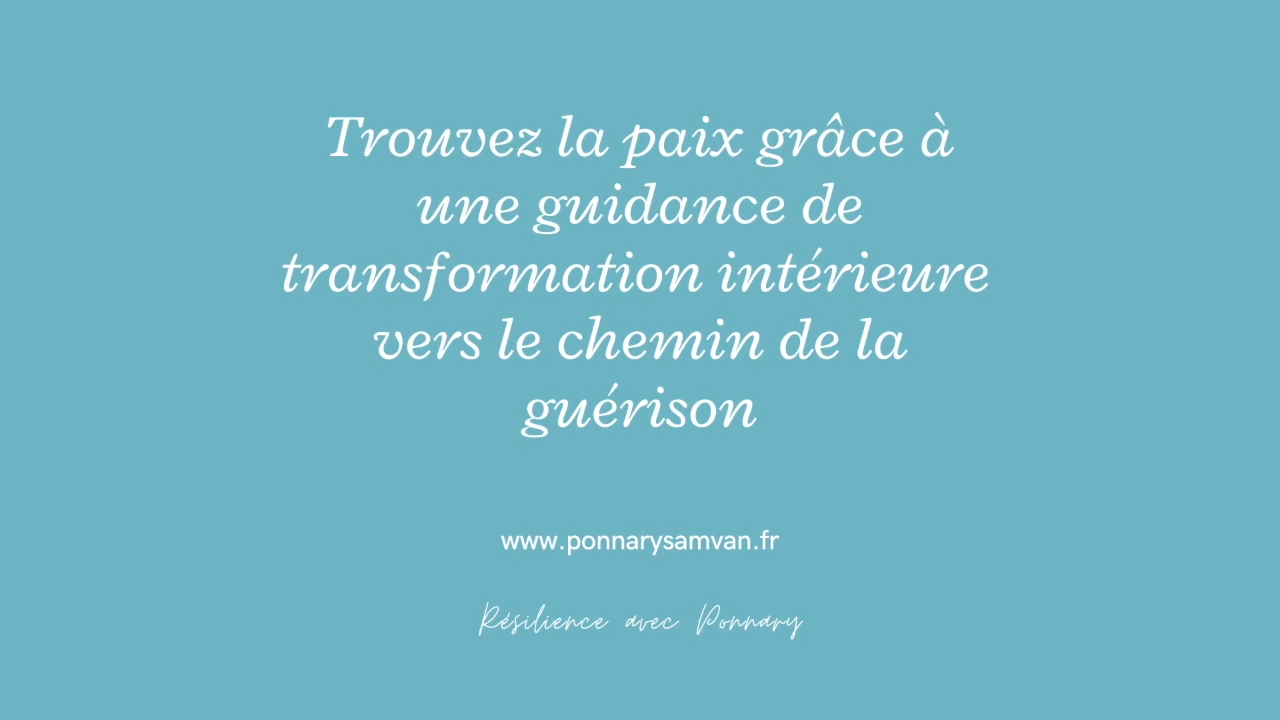 Trouvez la paix grâce à
une guidance de
transformation intérieure
vers le chemin de la
guérison
www.ponnarysamvan.fr
Résilience avec Ponnary